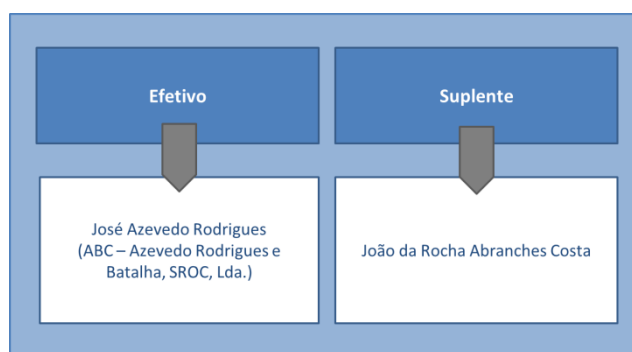 Efetivo
Suplente
José Azevedo Rodrigues
(ABC – Azevedo Rodrigues e
Batalha, SROC, Lda.)
João da Rocha Abranches Costa